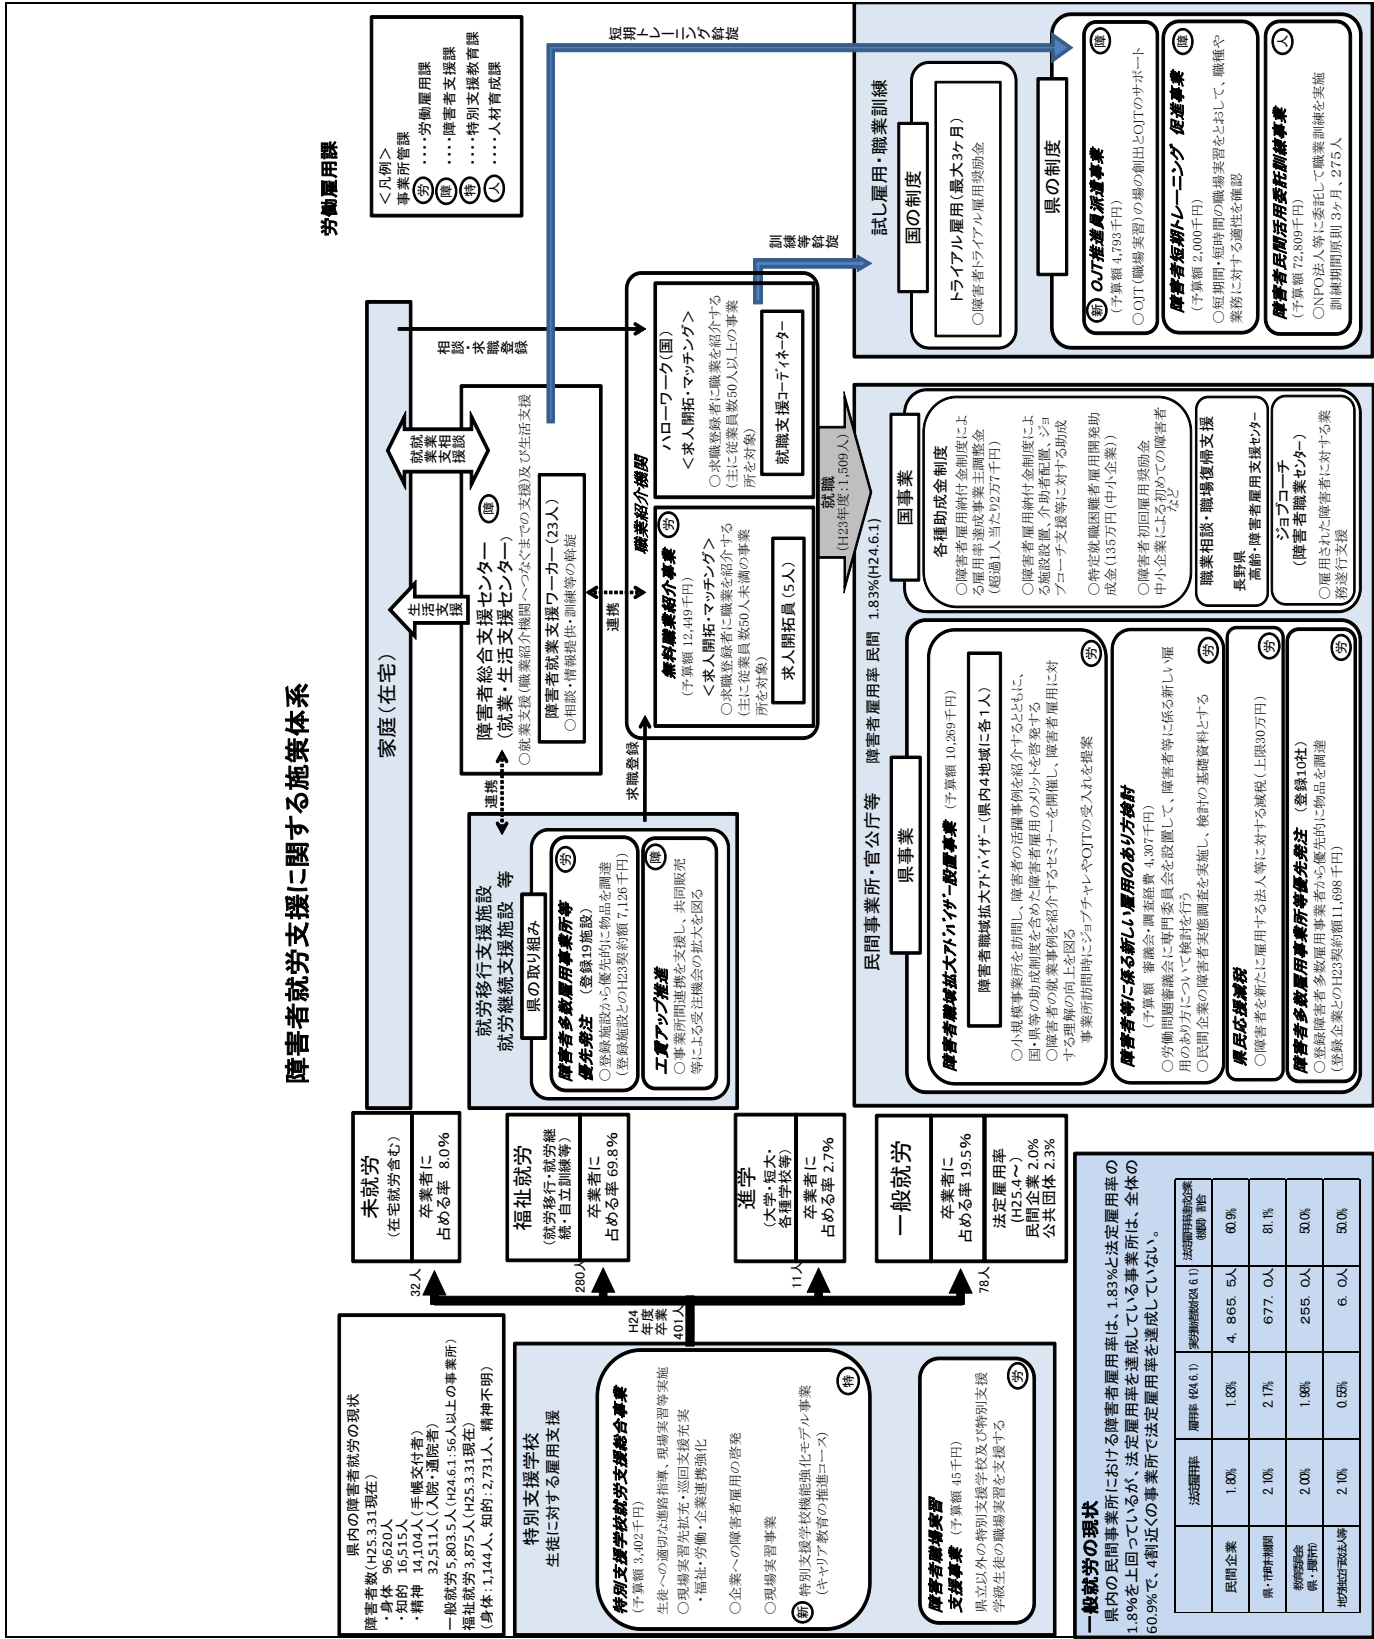 障害者就労支援に関する施策体系
労働雇用課
＜凡例＞
事業所管課
労 ････労働雇用課
障 ････障害者支援課
特 ････特別支援教育課
人 ････人材育成課
県内の障害者就労の現状
障害者数(H25.3.31現在)
・身体 96,620人
・知的 16,515人
・精神 14,104人(手帳交付者)
32,511人(入院・通院者)
一般就労 5,803.5人(H24.6.1:56人以上の事業所)
福祉就労 3,875人(H25.3.31現在)
(身体:1,144人、知的:2,731人、精神不明)
特別支援学校
生徒に対する雇用支援
特別支援学校就労支援総合事業
(予算額 3,402千円)
生徒への適切な進路指導、現場実習等実施
○現場実習先拡充・巡回支援充実
・福祉・労働・企業連携強化
○企業への障害者雇用の啓発
○現場実習事業
新 特別支援学校機能強化モデル事業
(キャリア教育の推進コース)
特
障害者職場実習
支援事業 (予算額 45千円)
県立以外の特別支援学校及び特別支援
学級生徒の職場実習を支援する
労
H24
年度
卒業
401人
32人
280人
11人
78人
未就労
(在宅就労含む)
卒業者に
占める率 8.0%
福祉就労
(就労移行・就労継
続・自立訓練等)
卒業者に
占める率 69.8%
進学
(大学・短大・
各種学校等)
卒業者に
占める率 2.7%
一般就労
卒業者に
占める率 19.5%
法定雇用率
(H25.4～)
民間企業 2.0%
公共団体 2.3%
家庭(在宅)
生活
支援
就業
支援
就業
相談
相談・求職
登録
障害者総合支援センター 障
(就業・生活支援センター)
○就業支援(職業紹介機関へつなぐまでの支援)及び生活支援
障害者就業支援ワーカー(23人)
○相談・情報提供・訓練等の斡旋
連携
連携
就労移行支援施設
就労継続支援施設 等
県の取り組み
障害者多数雇用事業所等
優先発注 (登録19施設)
労
○登録施設から優先的に物品を調達
(登録施設とのH23契約額 7,126千円)
工賃アップ推進
障
○事業所間連携を支援し、共同販売
等による受注機会の拡大を図る
求職登録
職業紹介機関
無料職業紹介事業 労
(予算額 12,449千円)
＜求人開拓・マッチング＞
○求職登録者に職業を紹介する
(主に従業員数50人未満の事業
所を対象)
求人開拓員(5人)
ハローワーク(国)
＜求人開拓・マッチング＞
○求職登録者に職業を紹介する
(主に従業員数50人以上の事業
所を対象)
就職支援コーディネーター
訓練等斡旋
短期トレーニング斡旋
就職
(H23年度:1,509人)
試し雇用・職業訓練
国の制度
トライアル雇用(最大3ヶ月)
○障害者トライアル雇用奨励金
県の制度
新 OJT推進員派遣事業 障
(予算額 4,793千円)
○OJT(職場実習)の場の創出とOJTのサポート
障害者短期トレーニング 促進事業 障
(予算額 2,000千円)
○短期間・短時間の職場実習をとおして、職種や
業務に対する適性を確認
障害者民間活用委託訓練事業 人
(予算額 72,809千円)
○NPO法人等に委託して職業訓練を実施
訓練期間原則 3ヶ月、275人
民間事業所・官公庁等 障害者雇用率 民間 1.83%(H24.6.1)
県事業
障害者職域拡大アドバイザー設置事業 (予算額 10,269千円)
障害者職域拡大アドバイザー(県内4地域に各1人)
○小規模事業所を訪問し、障害者の活躍事例を紹介するとともに、
国・県等の助成制度を含めた障害者雇用のメリットを啓発する
○障害者の就業事例を紹介するセミナーを開催し、障害者雇用に対
する理解の向上を図る
事業所訪問時にジョブチャレやOJTの受入れを提案
労
障害者等に係る新しい雇用のあり方検討
(予算額 審議会・調査経費 4,307千円)
○労働問題審議会に専門委員会を設置して、障害者等に係る新しい雇
用のあり方について検討を行う
○民間企業の障害者実態調査を実施し、検討の基礎資料とする
労
県民応援減税
○障害者を新たに雇用する法人等に対する減税(上限30万円)
労
障害者多数雇用事業所等優先発注 (登録10社)
○登録障害者多数雇用事業者から優先的に物品を調達
(登録企業とのH23契約額11,698千円)
労
国事業
各種助成金制度
○障害者雇用納付金制度によ
る雇用率達成事業主調整金
(超過1人当たり2万7千円)
○障害者雇用納付金制度によ
る施設設置、介助者配置、ジョ
ブコーチ支援等に対する助成
○特定就職困難者雇用開発助
成金(135万円(中小企業))
○障害者初回雇用奨励金
中小企業による初めての障害者
など
職業相談・職場復帰支援
長野県
高齢・障害者雇用支援センター
ジョブコーチ
(障害者職業センター)
○雇用された障害者に対する業
務遂行支援
一般就労の現状
県内の民間事業所における障害者雇用率は、1.83%と法定雇用率の
1.8%を上回っているが、法定雇用率を達成している事業所は、全体の
60.9%で、4割近くの事業所で法定雇用率を達成していない。
法定雇用率 雇用率(H24.6.1) 実労働者数(H24.6.1) 法定雇用率達成企業(機関)割合
民間企業 1.80% 1.83% 4,865.5人 60.9%
県・市町村機関 2.10% 2.17% 677.0人 81.1%
教育委員会
県・長野市) 2.00% 1.98% 255.0人 50.0%
地方独立行政法人等 2.10% 0.55% 6.0人 50.0%